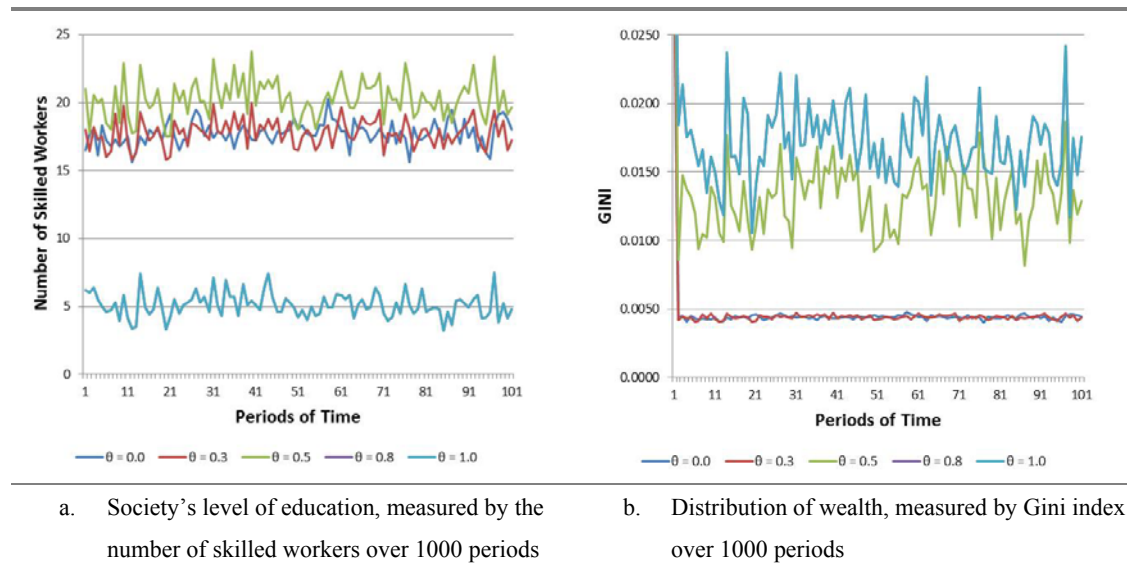 25
20
15
10
5
0
Number of Skilled Workers
1 11 21 31 41 51 61 71 81 91 101
Periods of Time
θ = 0.0 θ = 0.3 θ = 0.5 θ = 0.8 θ = 1.0
0.0250
0.0200
0.0150
0.0100
0.0050
0.0000
GINI
1 11 21 31 41 51 61 71 81 91 101
Periods of Time
θ = 0.0 θ = 0.3 θ = 0.5 θ = 0.8 θ = 1.0
a. Society’s level of education, measured by the
number of skilled workers over 1000 periods
b. Distribution of wealth, measured by Gini index
over 1000 periods